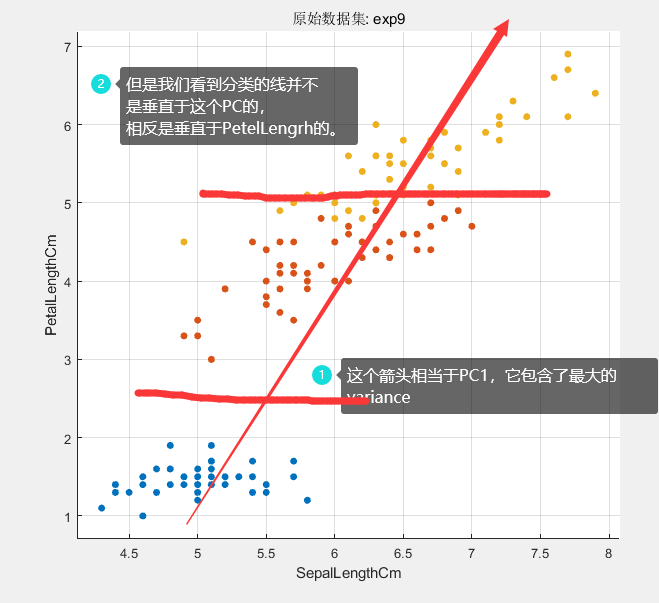 原始数据集: exp9
7
2
但是我们看到分类的线并不
是垂直于这个PC的，
相反是垂直于PetelLengrh的。
6
5
PetalLengthCm
4
3
1
这个箭头相当于PC1，它包含了最大的
variance
2
1
4.5
5
5.5
6
6.5
7
7.5
8
SepalLengthCm